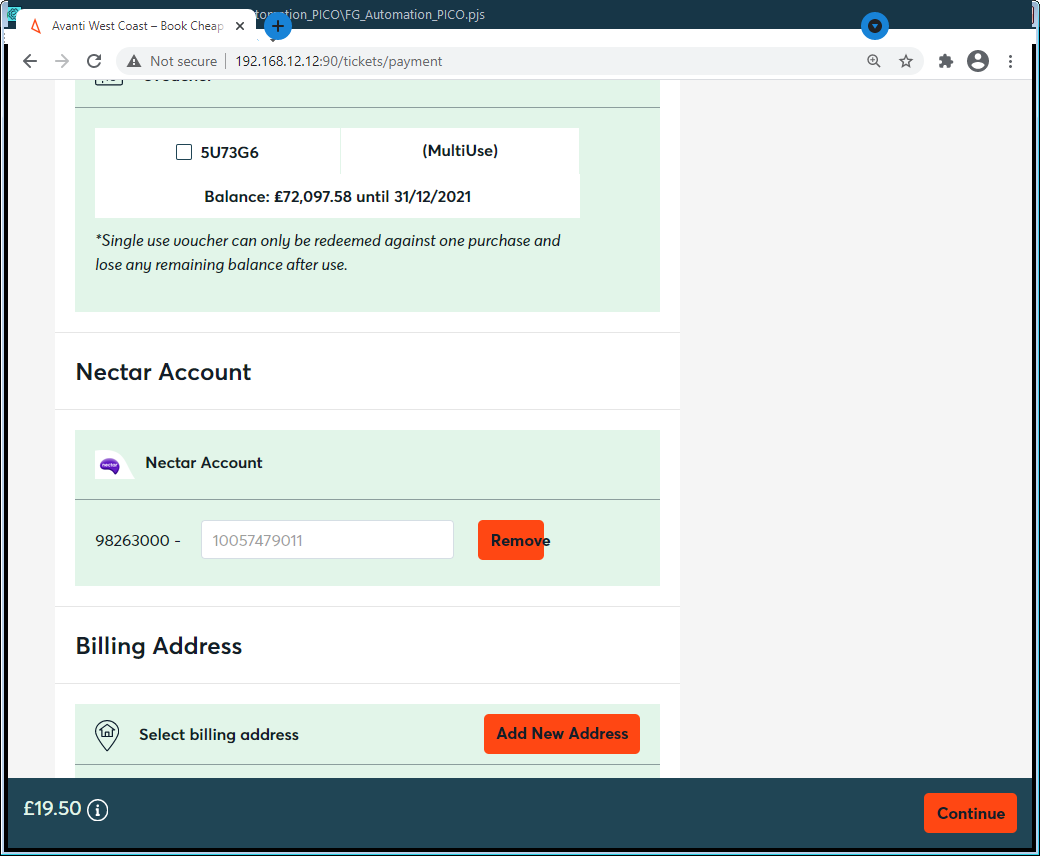 tomation_PICO\FG_Automation_PICO.pjs
Avanti West Coast – Book Cheap
Not secure
192.168.12.12:90/tickets/payment
5U73G6
(MultiUse)
Balance: £72,097.58 until 31/12/2021
*Single use voucher can only be redeemed against one purchase and
lose any remaining balance after use.
Nectar Account
nectar
Nectar Account
98263000 -
10057479011
Remove
Billing Address
Select billing address
Add New Address
£19.50
Continue